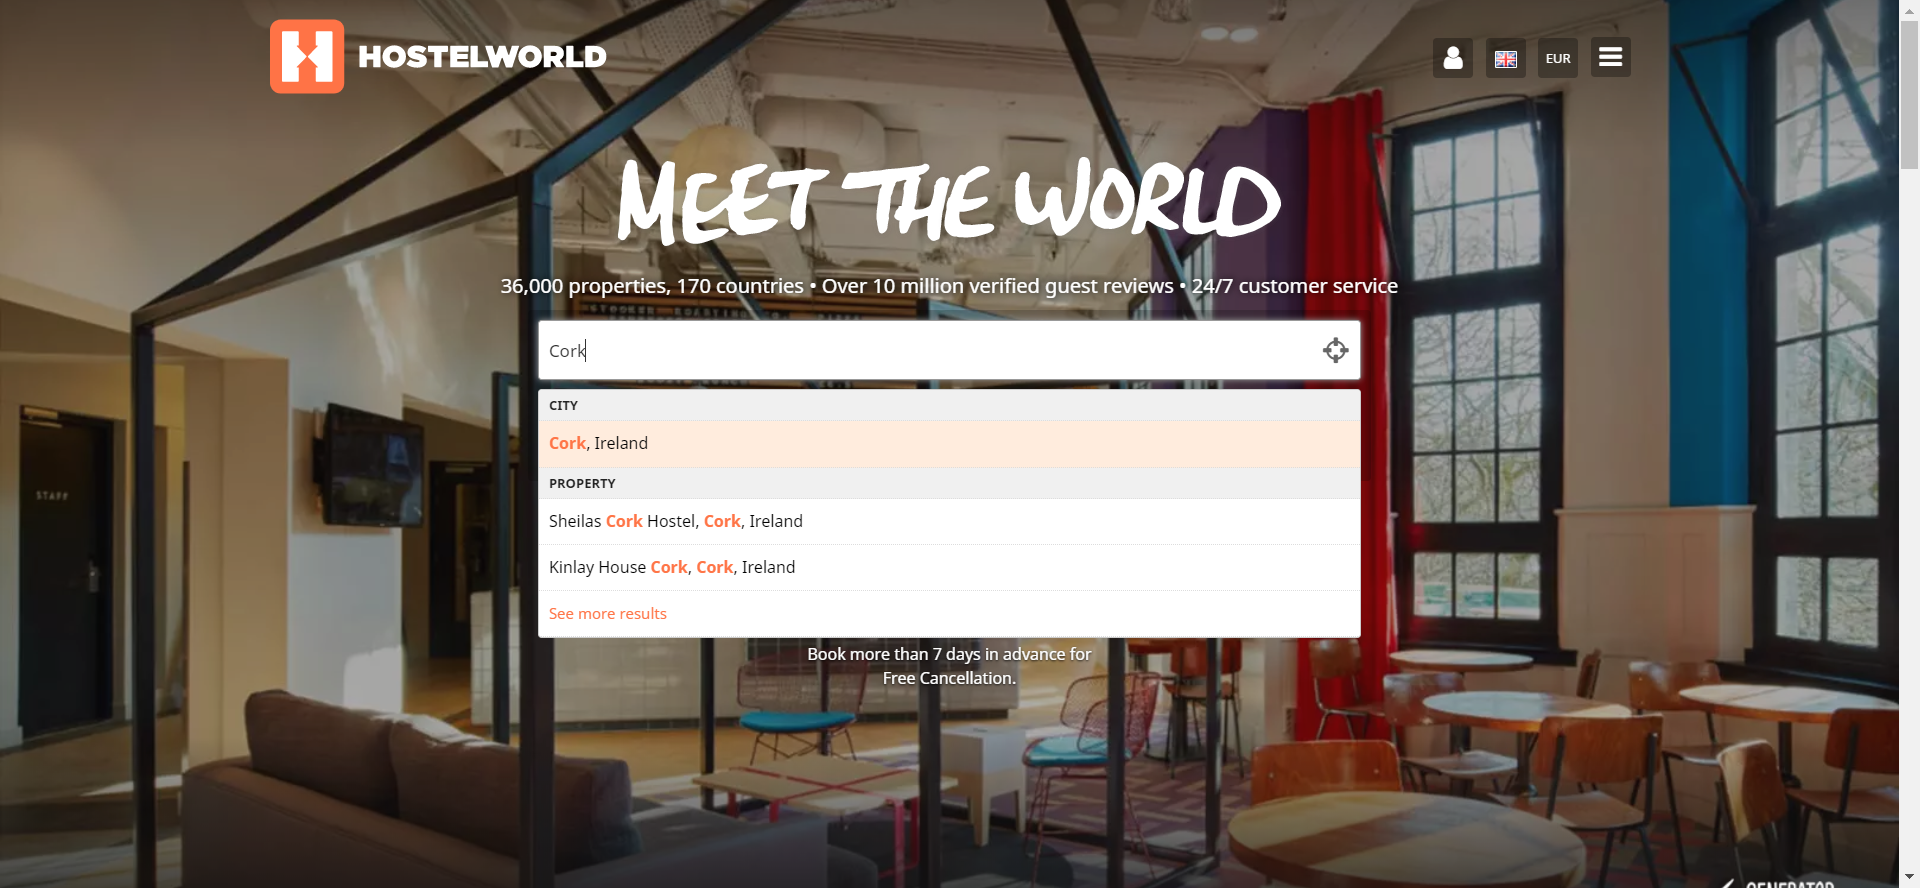 HOSTELWORLD
EUR
MEET THE WORLD
36,000 properties, 170 countries • Over 10 million verified guest reviews • 24/7 customer service
Cork
CITY
Cork, Ireland
PROPERTY
Sheilas Cork Hostel, Cork, Ireland
Kinlay House Cork, Cork, Ireland
See more results
STAFF
Book more than 7 days in advance for
Free Cancellation.
GENERATOR